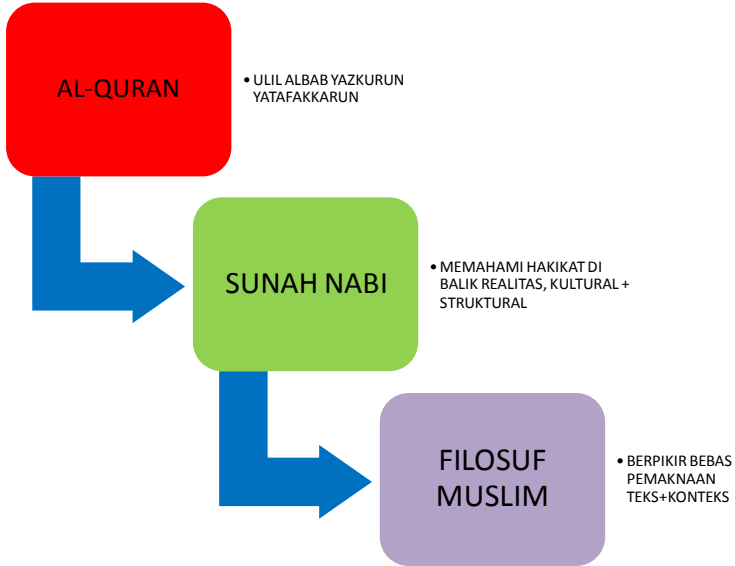 AL-QURAN
• ULIL ALBAB YAZKURUN
YATAFAKKARUN
SUNAH NABI
• MEMAHAMI HAKIKAT DI
BALIK REALITAS, KULTURAL +
STRUKTURAL
FILOSUF
MUSLIM
• BERPIKIR BEBAS
PEMAKNAAN
TEKS+KONTEKS